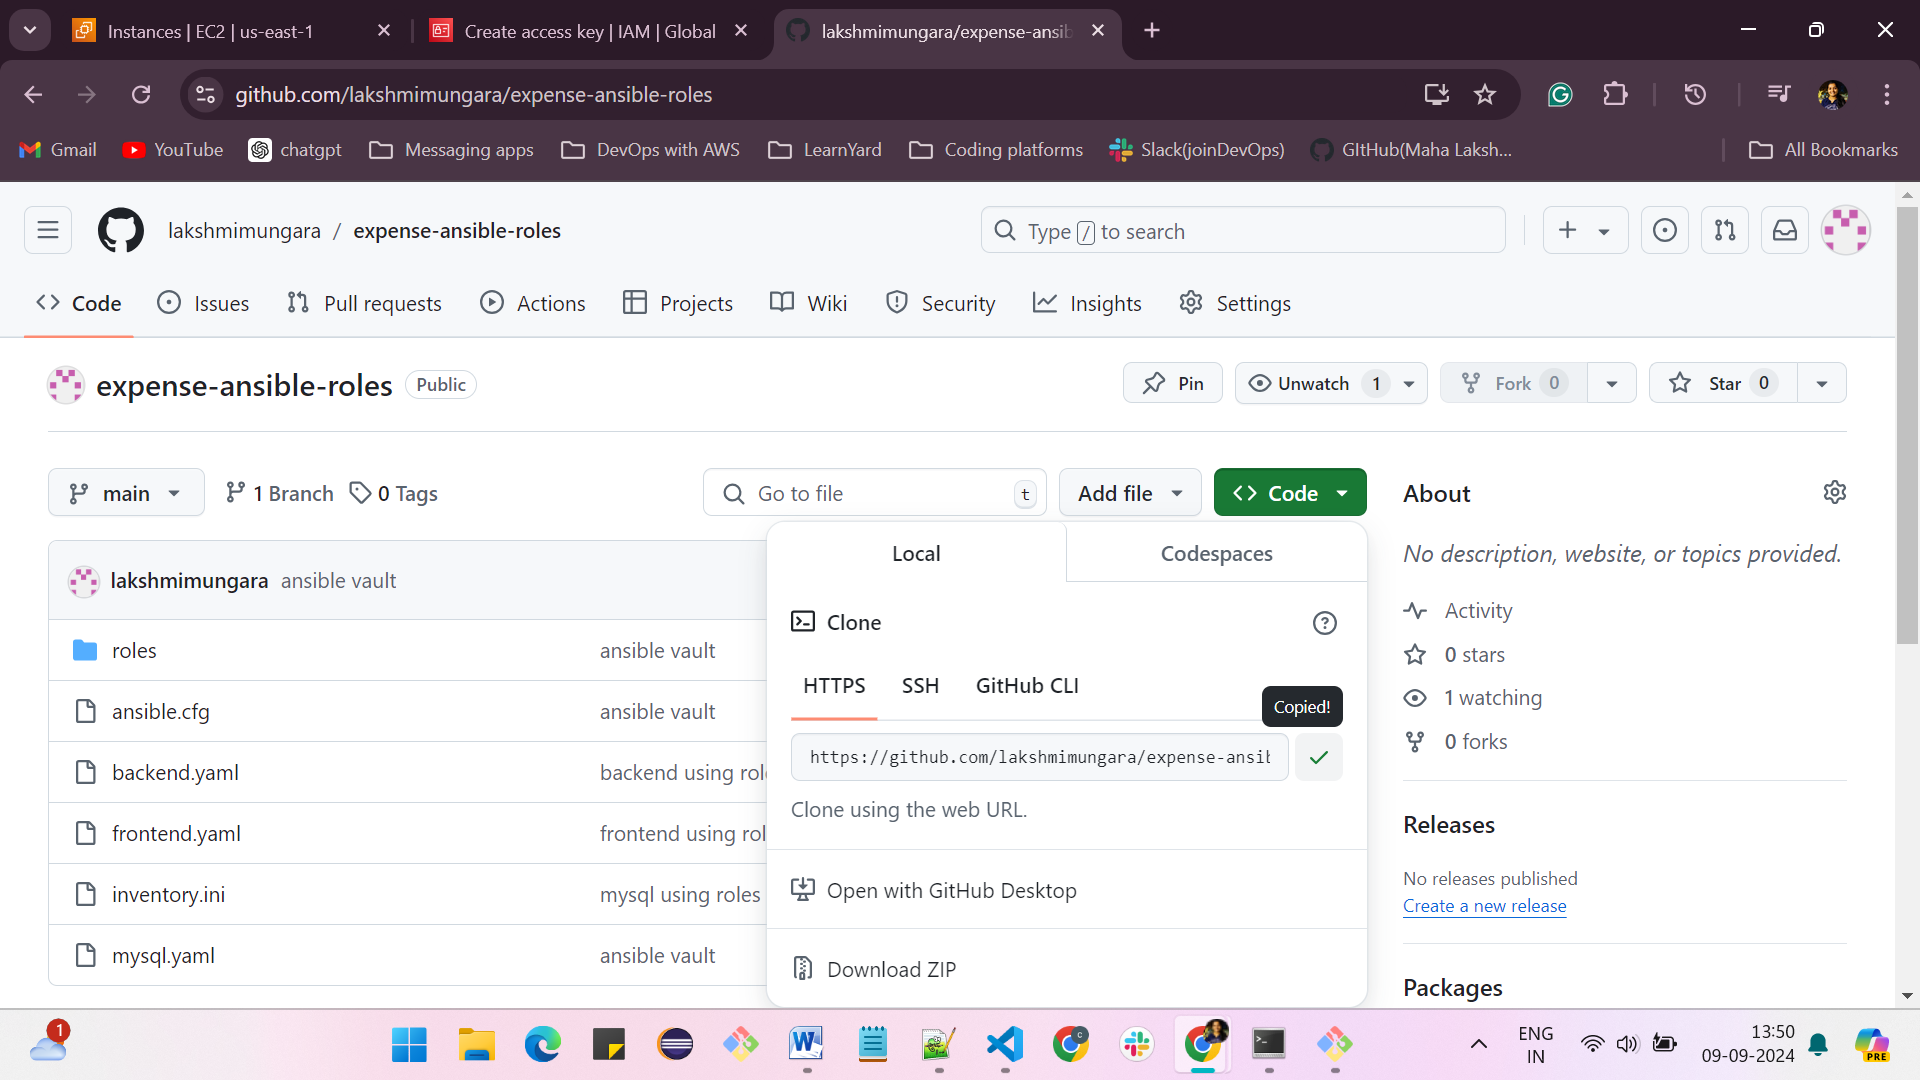 Instances | EC2 | us-east-1
Create access key | IAM | Global
lakshmimungara/expense-ansib
github.com/lakshmimungara/expense-ansible-roles
Gmail
YouTube
chatgpt
Messaging apps
DevOps with AWS
LearnYard
Coding platforms
Slack(joinDevOps)
GItHub(Maha Laksh...
All Bookmarks
lakshmimungara / expense-ansible-roles
Type / to search
Code
Issues
Pull requests
Actions
Projects
Wiki
Security
Insights
Settings
expense-ansible-roles
Public
Pin
Unwatch 1
Fork 0
Star 0
main
1 Branch
0 Tags
Go to file
t
Add file
Code
About
Local
Codespaces
No description, website, or topics provided.
lakshmimungara ansible vault
Clone
Activity
roles ansible vault
0 stars
HTTPS
SSH
GitHub CLI
Copied!
1 watching
ansible.cfg ansible vault
0 forks
https://github.com/lakshmimungara/expense-ansib
backend.yaml backend using rol
Clone using the web URL.
Releases
frontend.yaml frontend using rol
No releases published
Create a new release
inventory.ini mysql using roles
Open with GitHub Desktop
mysql.yaml ansible vault
Download ZIP
Packages
1
ENG
IN
13:50
09-09-2024
PRE